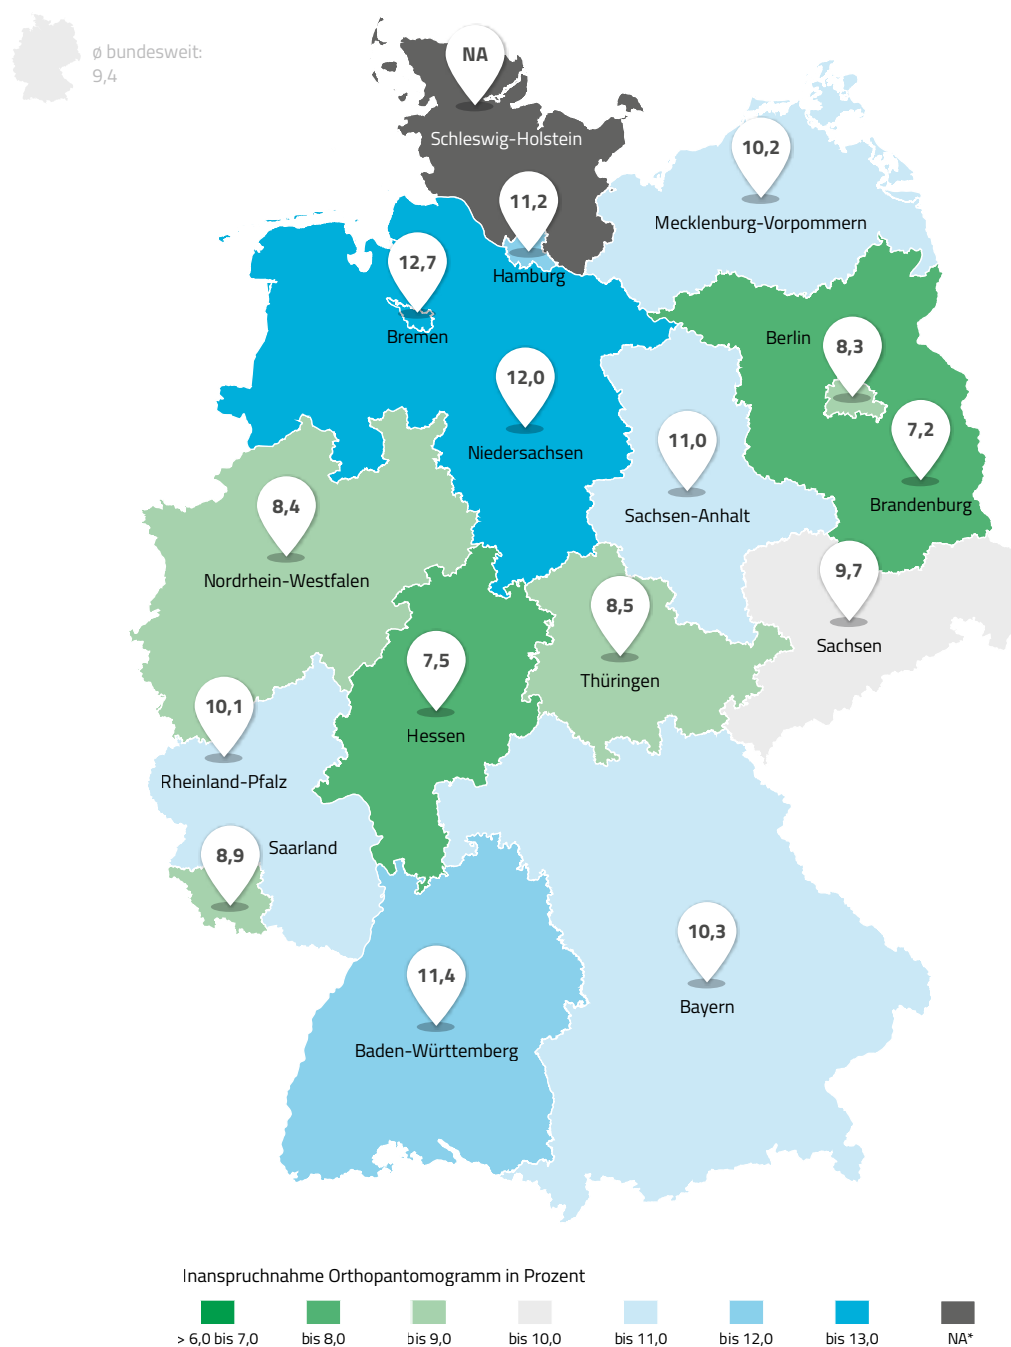 ø bundesweit:
9,4
NA
Schleswig-Holstein
10,2
Mecklenburg-Vorpommern
11,2
Hamburg
12,7
Bremen
Berlin
8,3
12,0
Niedersachsen
7,2
Brandenburg
11,0
Sachsen-Anhalt
8,4
Nordrhein-Westfalen
9,7
Sachsen
8,5
Thüringen
7,5
Hessen
10,1
Rheinland-Pfalz
8,9
Saarland
10,3
Bayern
11,4
Baden-Württemberg
Inanspruchnahme Orthopantomogramm in Prozent
> 6,0 bis 7,0 bis 8,0 bis 9,0 bis 10,0 bis 11,0 bis 12,0 bis 13,0 NA*